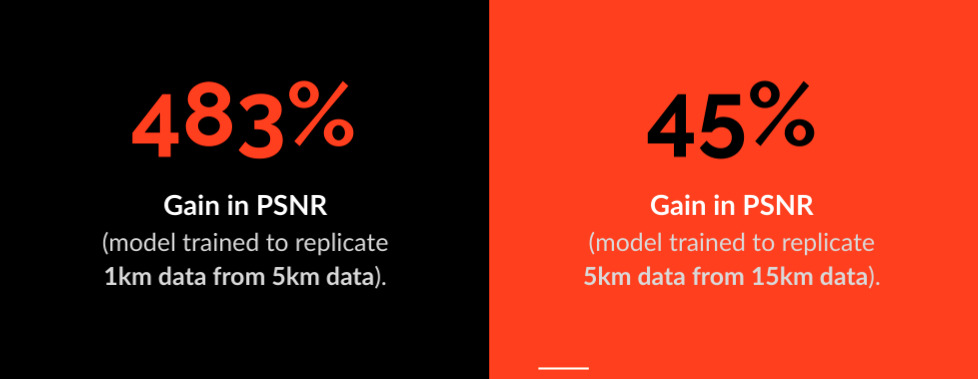 483%
Gain in PSNR
(model trained to replicate
1km data from 5km data).
45%
Gain in PSNR
(model trained to replicate
5km data from 15km data).